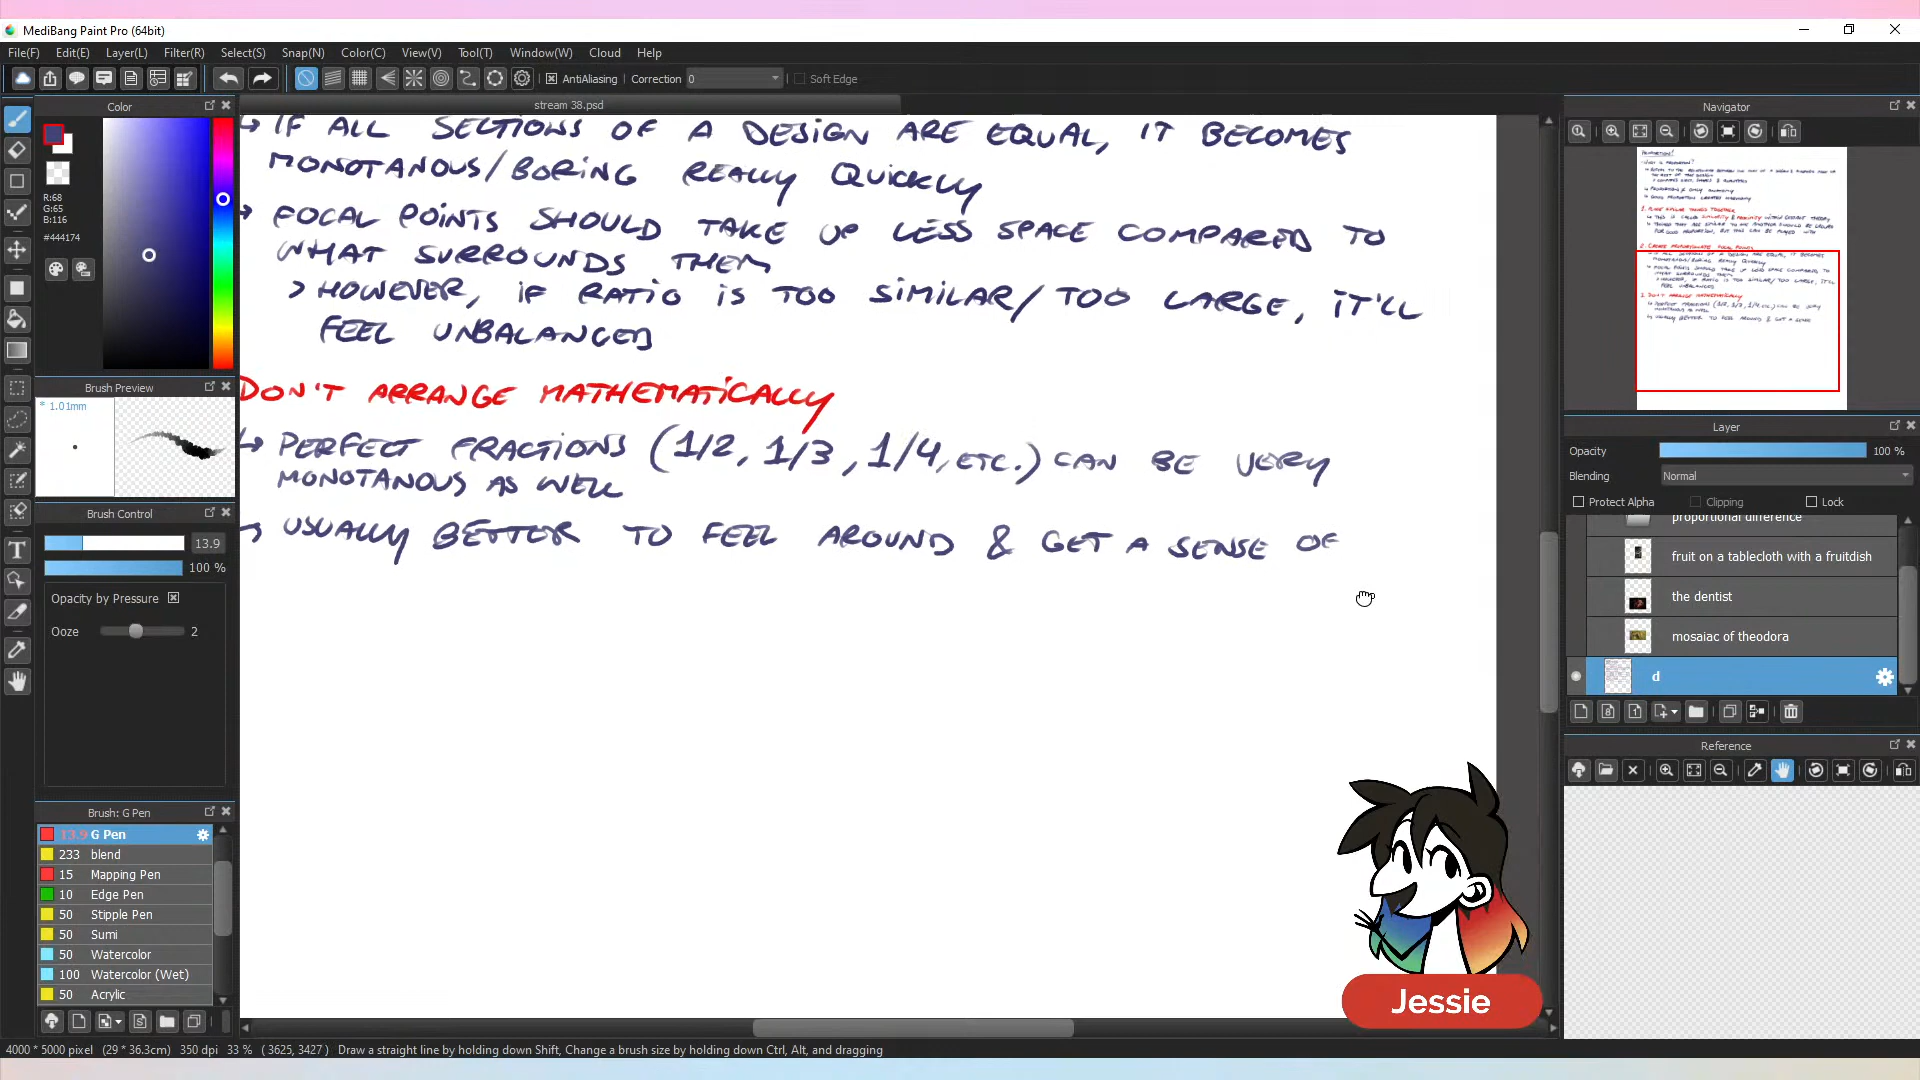 MediBang Paint Pro (64bit)
File(F) Edit(E) Layer(L) Filter(R) Select(S) Snap(N) Color(C) View(V) Tool(T) Window(W) Cloud Help
AntiAliasing Correction 0 Soft Edge
Color
stream 38.psd
Navigator
R:68
G:65
B:116
#444174
IF ALL SECTIONS OF A DESIGN ARE EQUAL, IT BECOMES
MONOTANOUS/BORING REALLY QUICKLY
FOCAL POINTS SHOULD TAKE UP LESS SPACE COMPARED TO
WHAT SURROUNDS THEM
> HOWEVER, IF RATIO IS TOO SIMILAR/TOO LARGE, IT'LL
FEEL UNBALANCED
DON'T ARRANGE MATHEMATICALLY
PERFECT FRACTIONS (1/2, 1/3, 1/4, ETC.) CAN BE VERY
MONOTANOUS AS WELL
USUALLY BETTER TO FEEL AROUND & GET A SENSE OF
Brush Preview
* 1.01mm
Brush Control
13.9
100 %
Opacity by Pressure
Ooze 2
Brush: G Pen
13.9 G Pen
233 blend
15 Mapping Pen
10 Edge Pen
50 Stipple Pen
50 Sumi
50 Watercolor
100 Watercolor (Wet)
50 Acrylic
Layer
Opacity 100 %
Blending Normal
Protect Alpha Clipping Lock
proportional difference
fruit on a tablecloth with a fruitdish
the dentist
mosaiac of theodora
d
Reference
Jessie
4000 * 5000 pixel (29 * 36.3cm) 350 dpi 33 % ( 3625, 3427 ) Draw a straight line by holding down Shift, Change a brush size by holding down Ctrl, Alt, and dragging